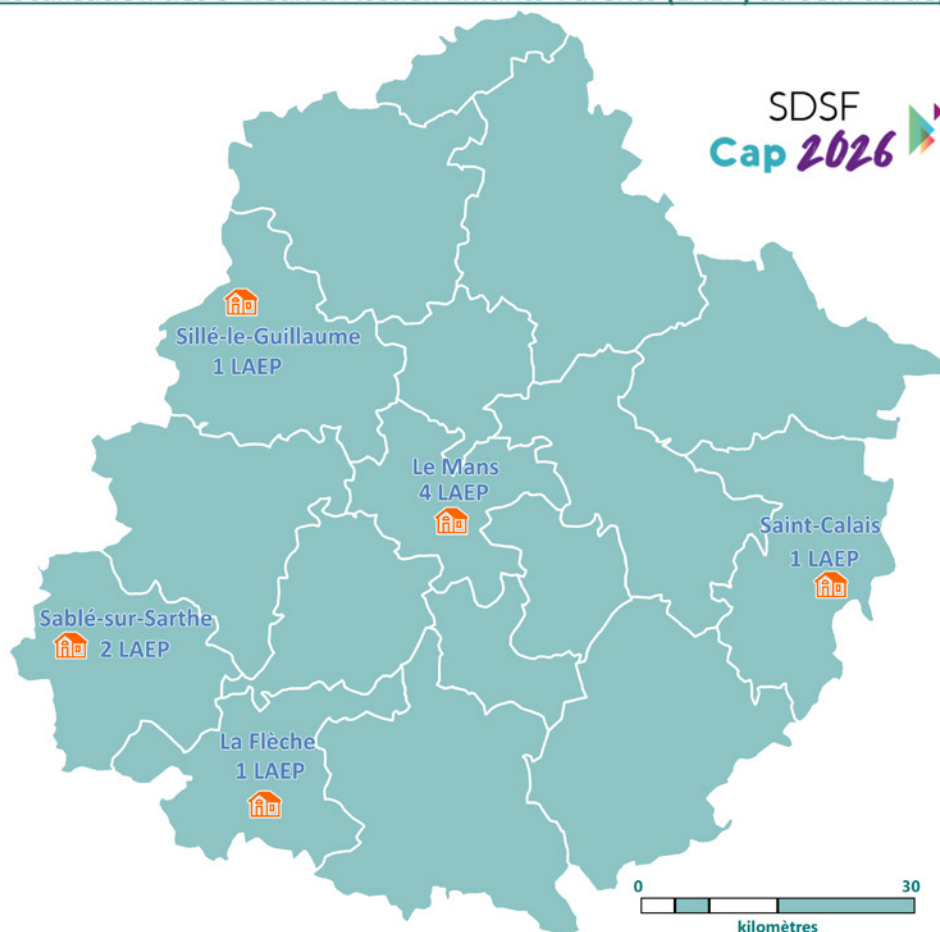 SDSF
Cap 2026
Sillé-le-Guillaume
1 LAEP
Le Mans
4 LAEP
Saint-Calais
1 LAEP
Sablé-sur-Sarthe
2 LAEP
La Flèche
1 LAEP
0 30
kilomètres